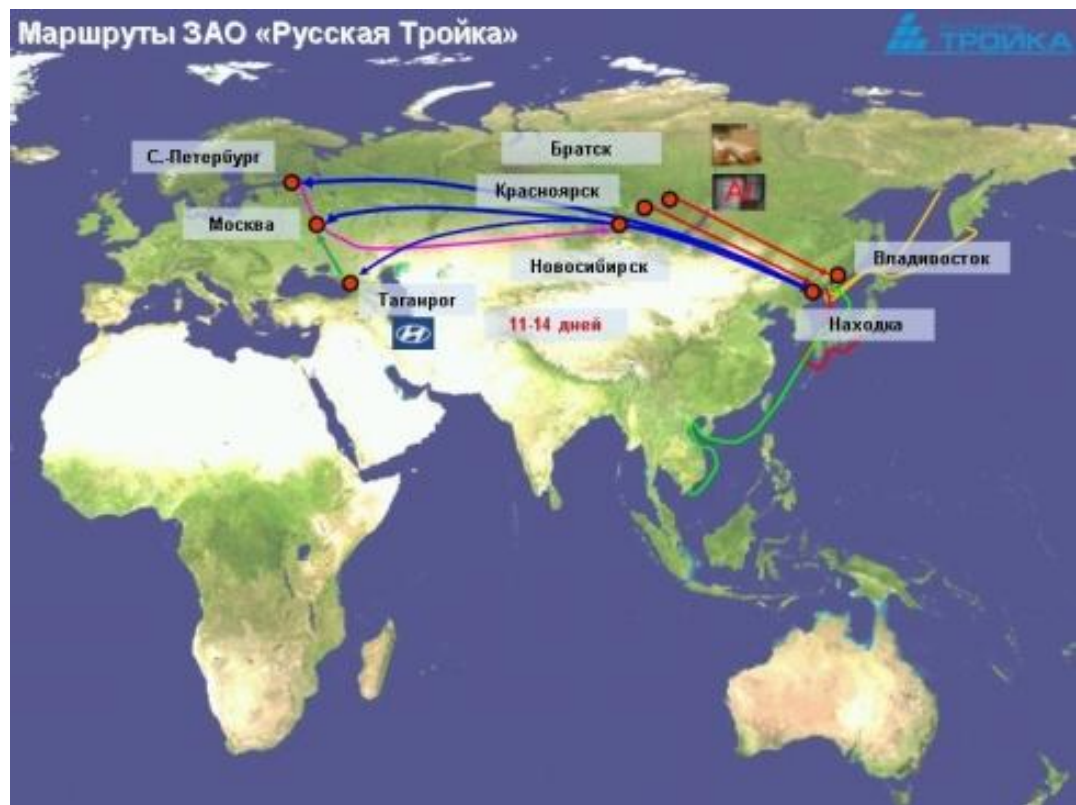 Маршруты ЗАО «Русская Тройка»
ТРОЙКА
Братск
С.-Петербург
Красноярск
Москва
Владивосток
Новосибирск
Таганрог
11-14 дней
Находка